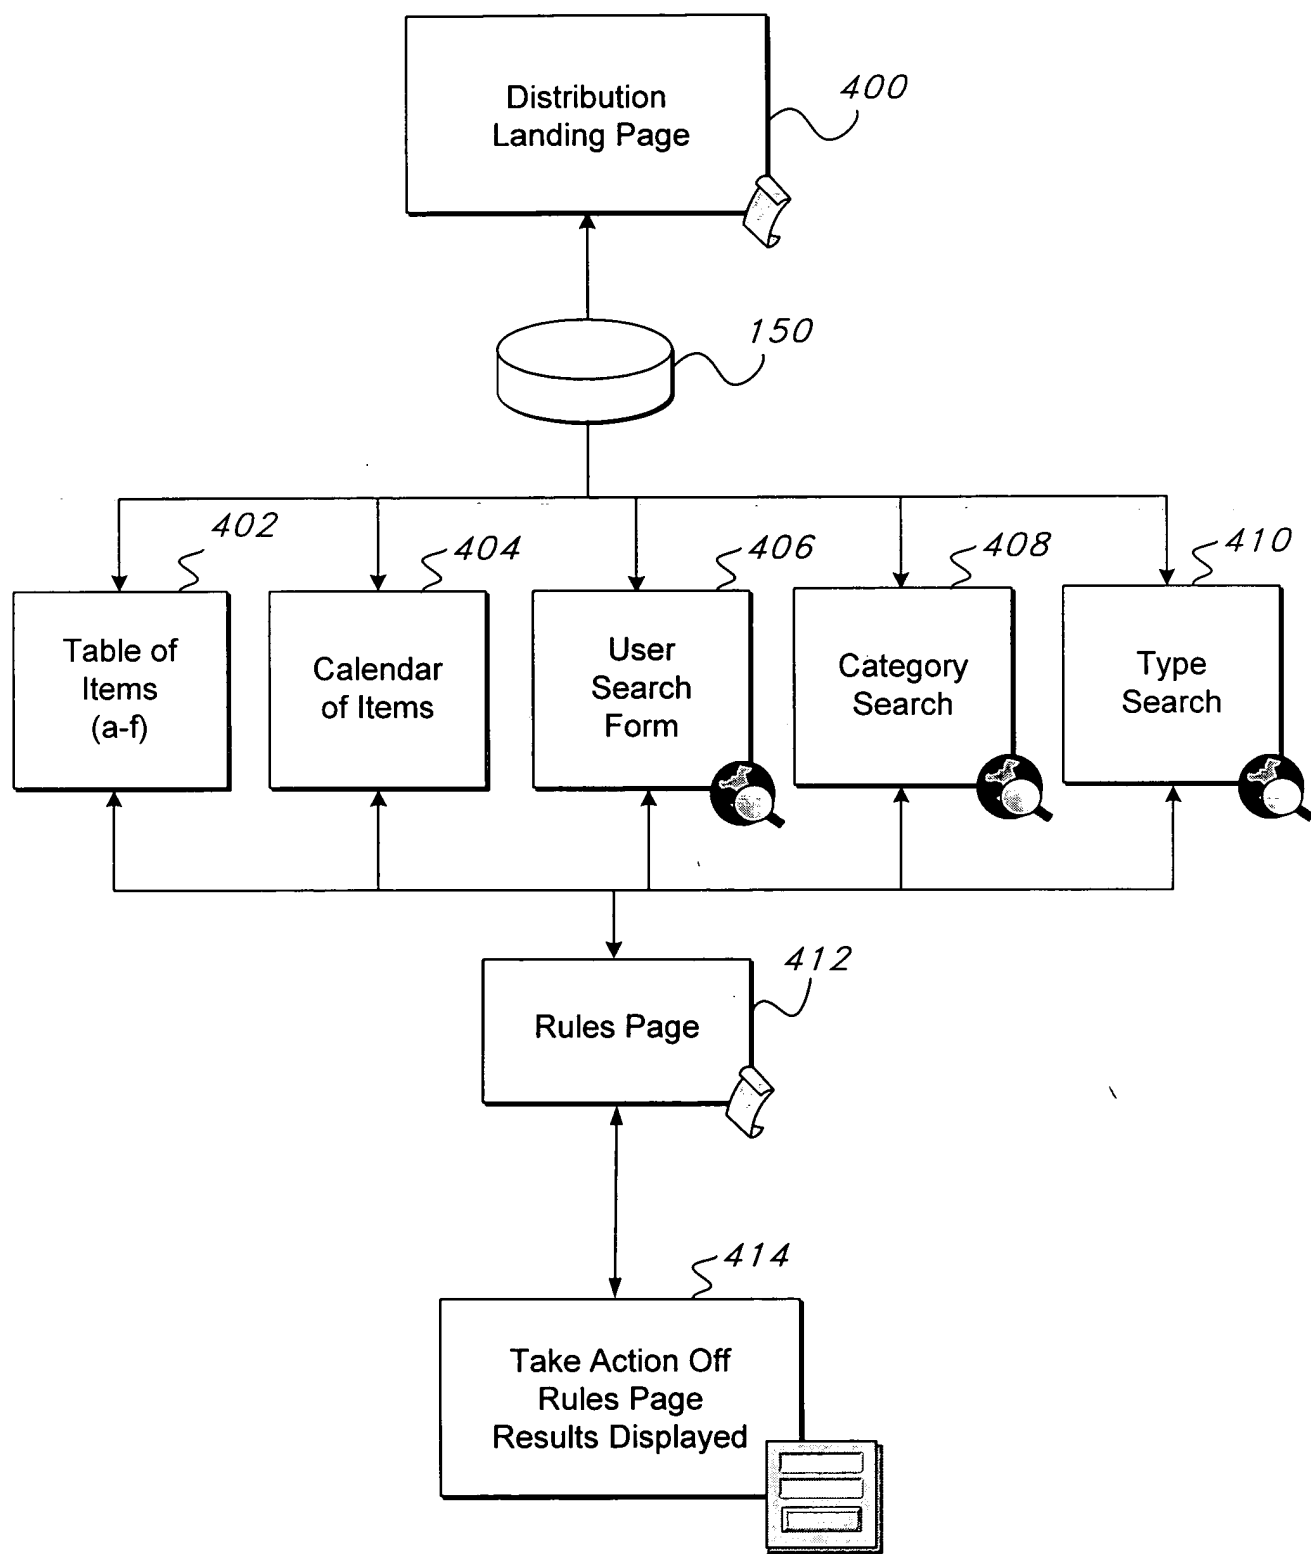 Distribution
Landing Page
400
150
402
404
406
408
410
Table of
Items
(a-f)
Calendar
of Items
User
Search
Form
Category
Search
Type
Search
412
Rules Page
414
Take Action Off
Rules Page
Results Displayed